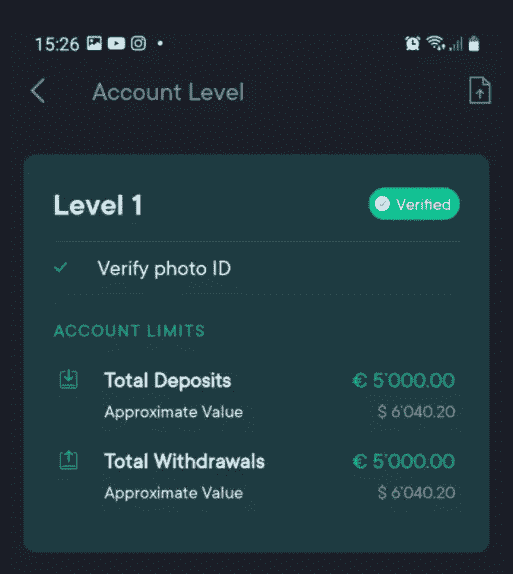 15:26
Account Level
Level 1 Verified
Verify photo ID
ACCOUNT LIMITS
Total Deposits € 5'000.00
Approximate Value $ 6'040.20
Total Withdrawals € 5'000.00
Approximate Value $ 6'040.20